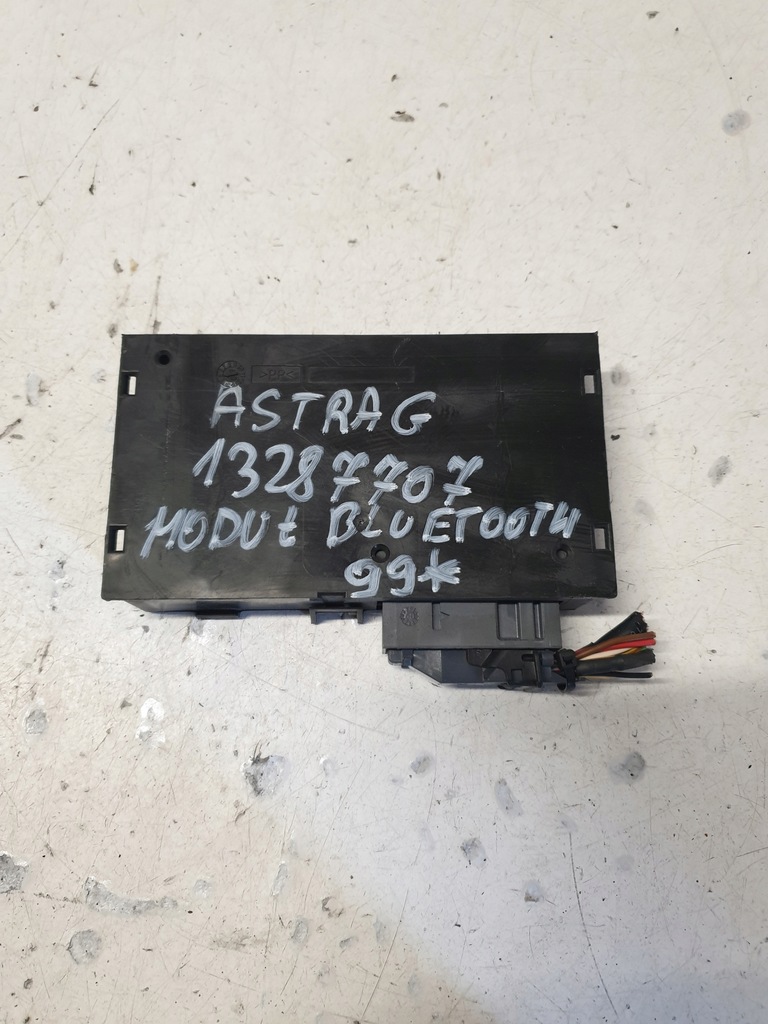 ASTRA G
13287707
MODUŁ BLUETOOTH
99*